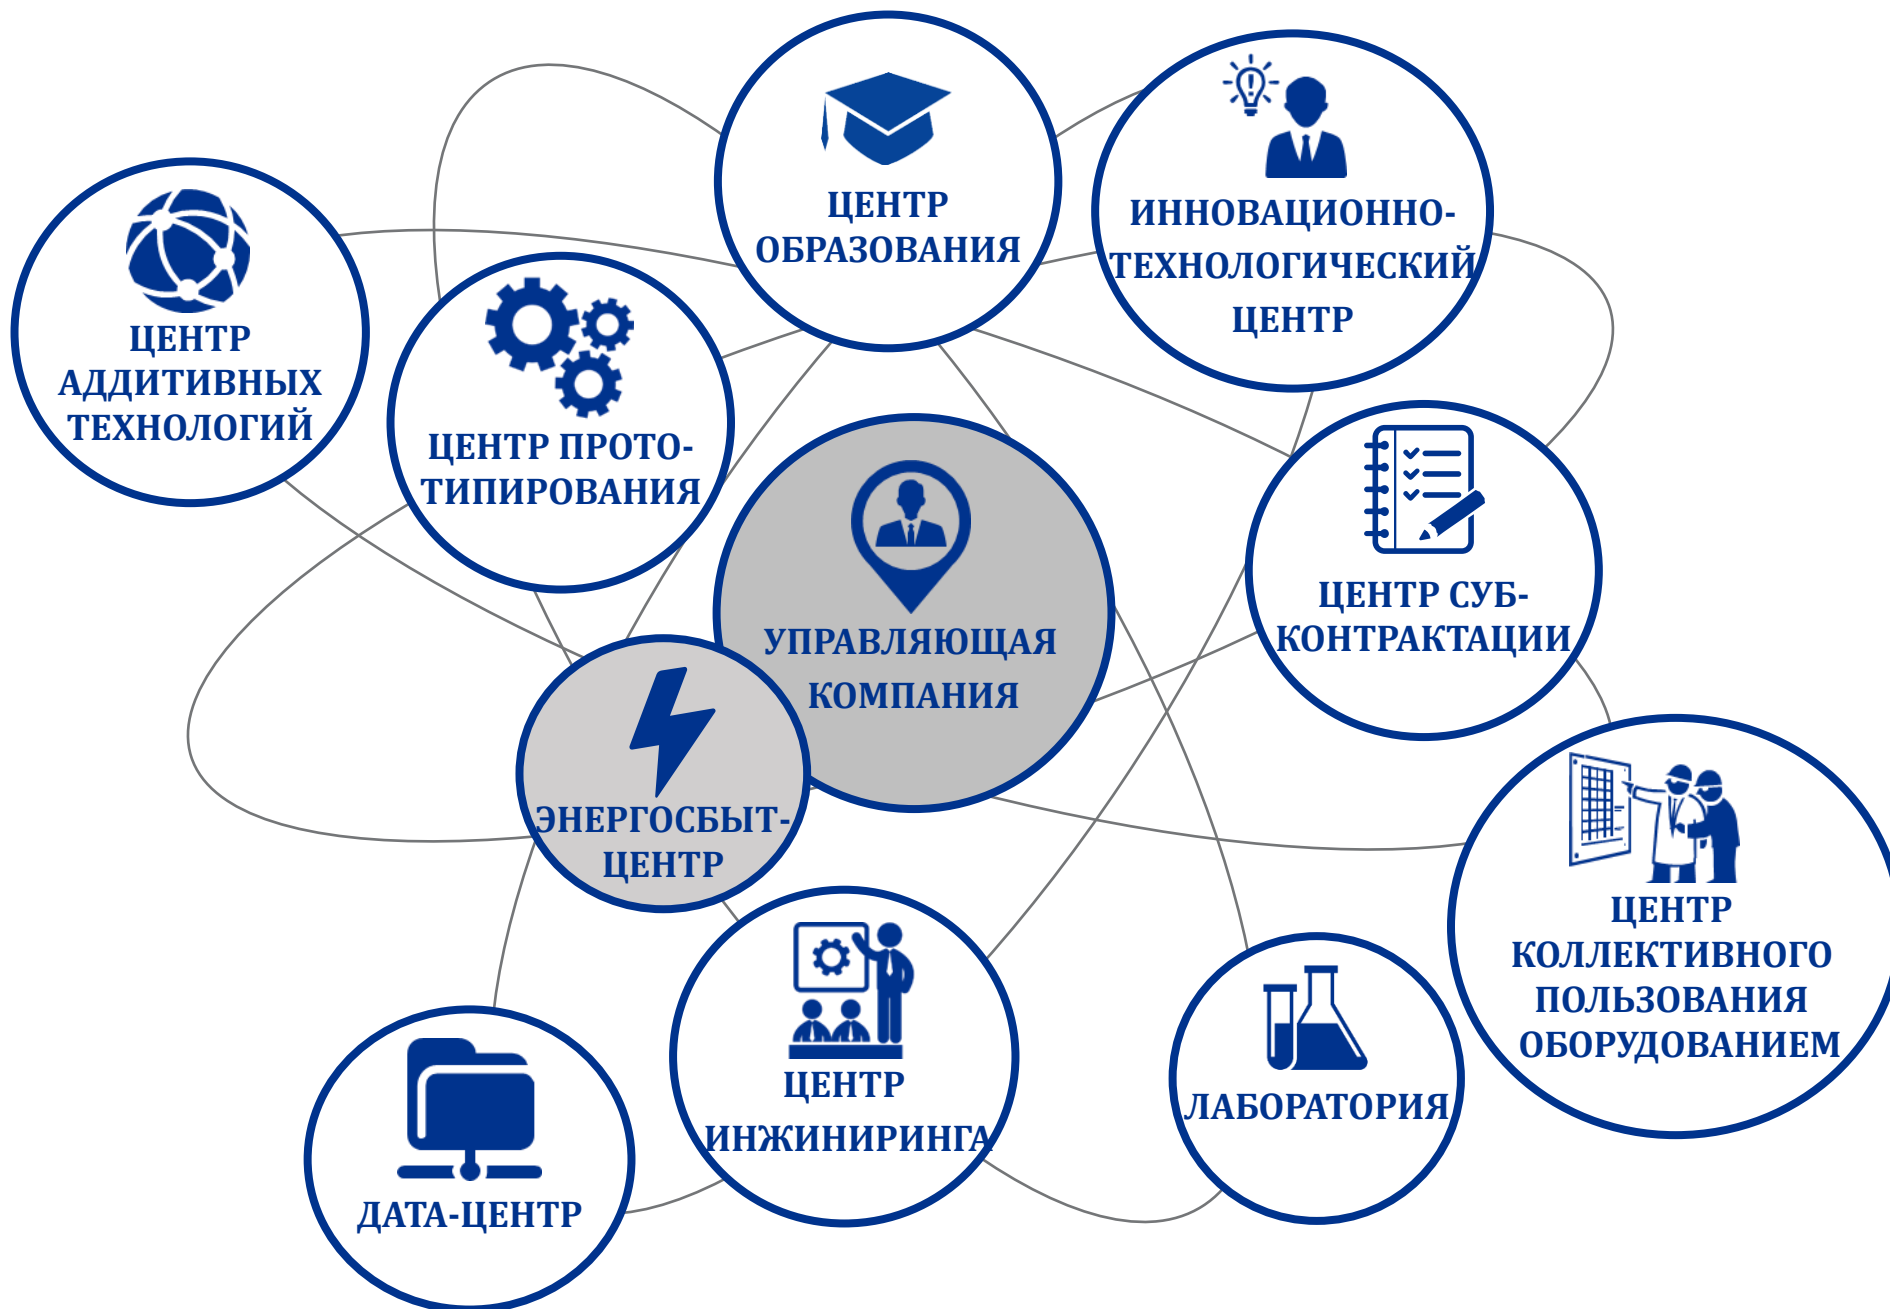 ЦЕНТР
ОБРАЗОВАНИЯ
ИННОВАЦИОННО-
ТЕХНОЛОГИЧЕСКИЙ
ЦЕНТР
ЦЕНТР
АДДИТИВНЫХ
ТЕХНОЛОГИЙ
ЦЕНТР ПРОТО-
ТИПИРОВАНИЯ
УПРАВЛЯЮЩАЯ
КОМПАНИЯ
ЦЕНТР СУБ-
КОНТРАКТАЦИИ
ЭНЕРГОСБЫТ-
ЦЕНТР
ЦЕНТР
КОЛЛЕКТИВНОГО
ПОЛЬЗОВАНИЯ
ОБОРУДОВАНИЕМ
ЦЕНТР
ИНЖИНИРИНГА
ЛАБОРАТОРИЯ
ДАТА-ЦЕНТР